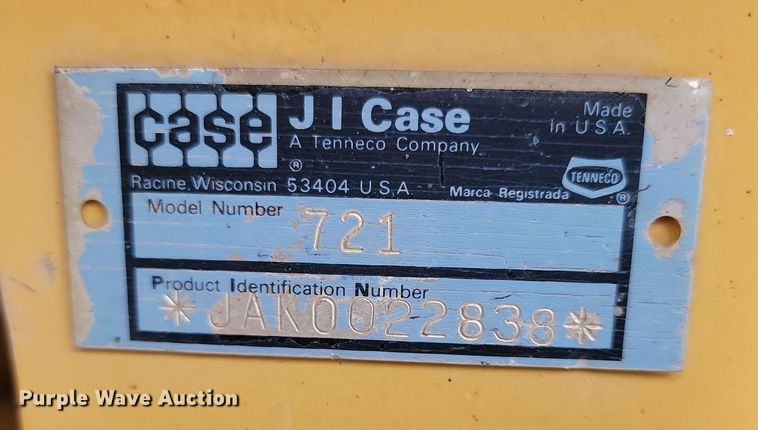 case
J I Case
A Tenneco Company
®
Made
in U.S.A.
Racine, Wisconsin 53404 U.S.A.
Marca Registrada
TENNECO
®
Model Number 721
Product Identification Number
*JAK0022838*
Purple Wave Auction